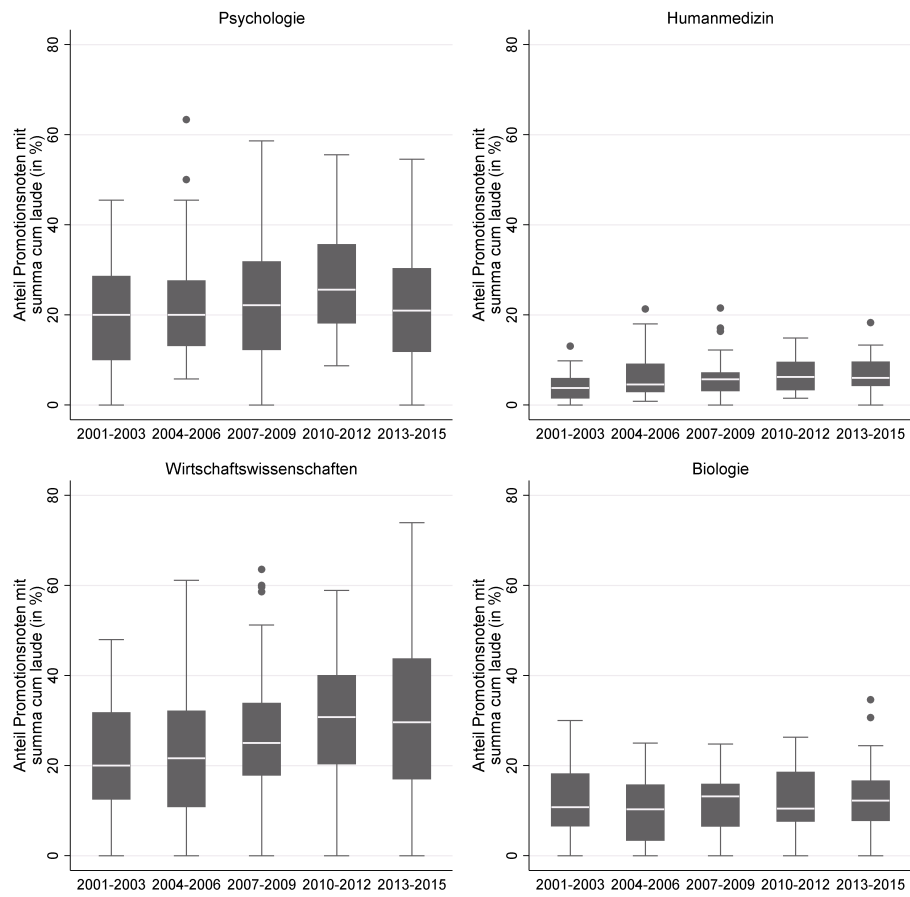 Psychologie
Anteil Promotionsnoten mit
summa cum laude (in %)
80
60
40
20
0
2001-2003 2004-2006 2007-2009 2010-2012 2013-2015
Humanmedizin
Anteil Promotionsnoten mit
summa cum laude (in %)
80
60
40
20
0
2001-2003 2004-2006 2007-2009 2010-2012 2013-2015
Wirtschaftswissenschaften
Anteil Promotionsnoten mit
summa cum laude (in %)
80
60
40
20
0
2001-2003 2004-2006 2007-2009 2010-2012 2013-2015
Biologie
Anteil Promotionsnoten mit
summa cum laude (in %)
80
60
40
20
0
2001-2003 2004-2006 2007-2009 2010-2012 2013-2015